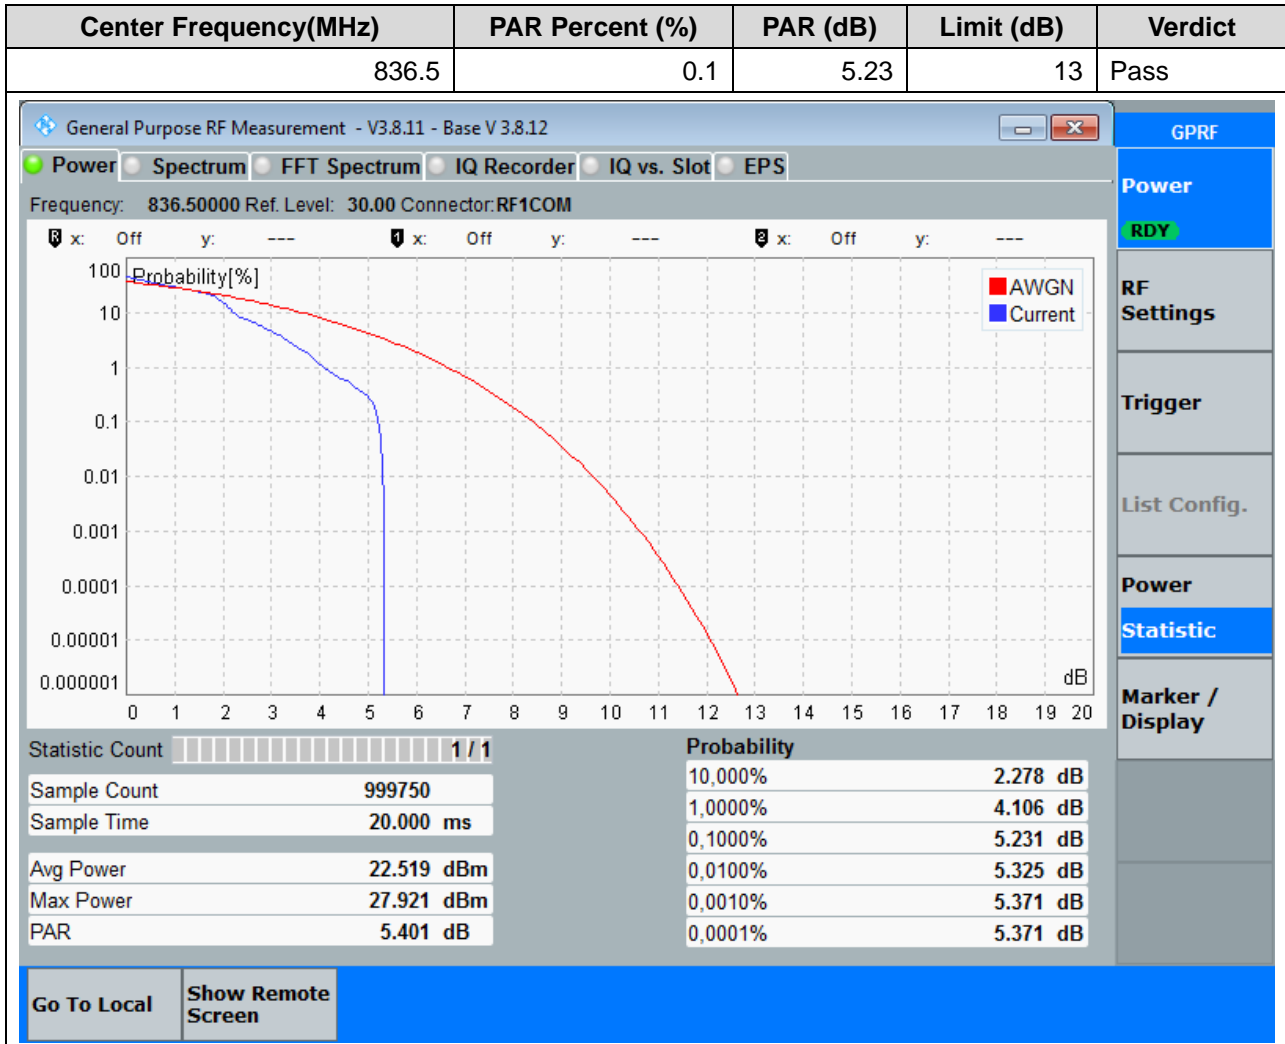 Center Frequency(MHz) PAR Percent (%) PAR (dB) Limit (dB) Verdict
836.5 0.1 5.23 13 Pass
General Purpose RF Measurement - V3.8.11 - Base V 3.8.12
GPRF
Power Spectrum FFT Spectrum IQ Recorder IQ vs. Slot EPS
Frequency: 836.50000 Ref. Level: 30.00 Connector:RF1COM
R x: Off y: --- 1 x: Off y: --- 2 x: Off y: ---
Probability[%]
100
10
1
0.1
0.01
0.001
0.0001
0.00001
0.000001
AWGN
Current
dB
0 1 2 3 4 5 6 7 8 9 10 11 12 13 14 15 16 17 18 19 20
Statistic Count 1 / 1
Sample Count 999750
Sample Time 20.000 ms
Avg Power 22.519 dBm
Max Power 27.921 dBm
PAR 5.401 dB
Probability
10,000% 2.278 dB
1,0000% 4.106 dB
0,1000% 5.231 dB
0,0100% 5.325 dB
0,0010% 5.371 dB
0,0001% 5.371 dB
Power
RDY
RF
Settings
Trigger
List Config.
Power
Statistic
Marker /
Display
Go To Local
Show Remote
Screen